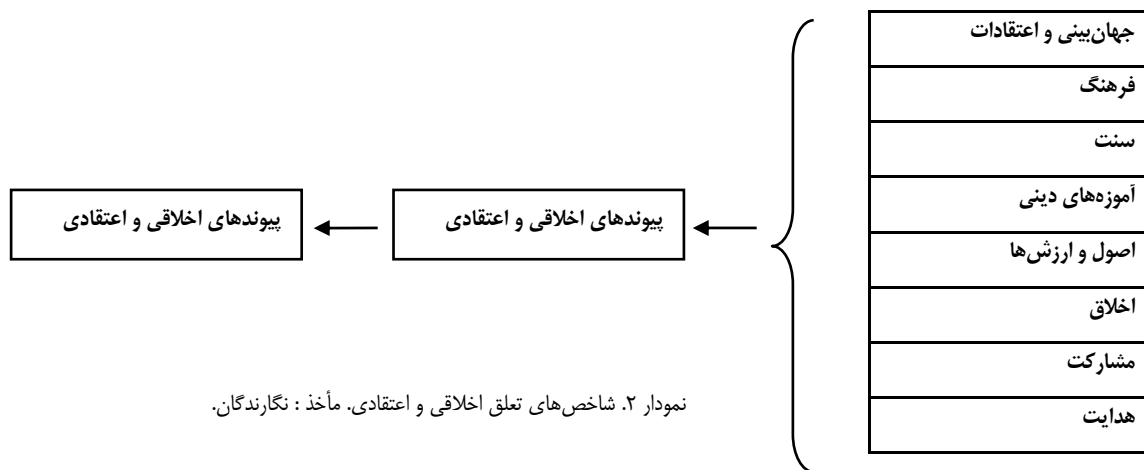 جهان‌بینی و اعتقادات
فرهنگ
سنت
آموزه‌های دینی
اصول و ارزش‌ها
اخلاق
مشارکت
هدایت
پیوندهای اخلاقی و اعتقادی
پیوندهای اخلاقی و اعتقادی
نمودار ۲. شاخص‌های تعلق اخلاقی و اعتقادی. مأخذ : نگارندگان.